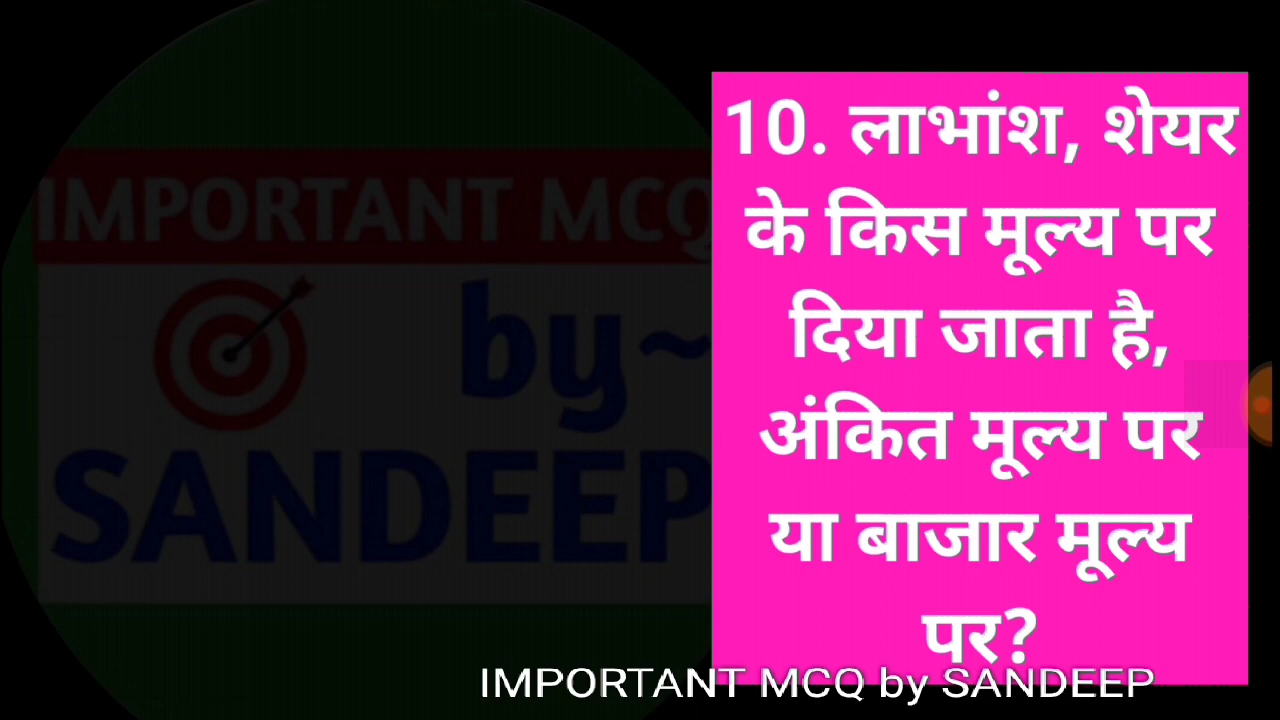 IMPORTANT MCQ
by~
SANDEEP
10. लाभांश, शेयर
के किस मूल्य पर
दिया जाता है,
अंकित मूल्य पर
या बाजार मूल्य
पर?
IMPORTANT MCQ by SANDEEP